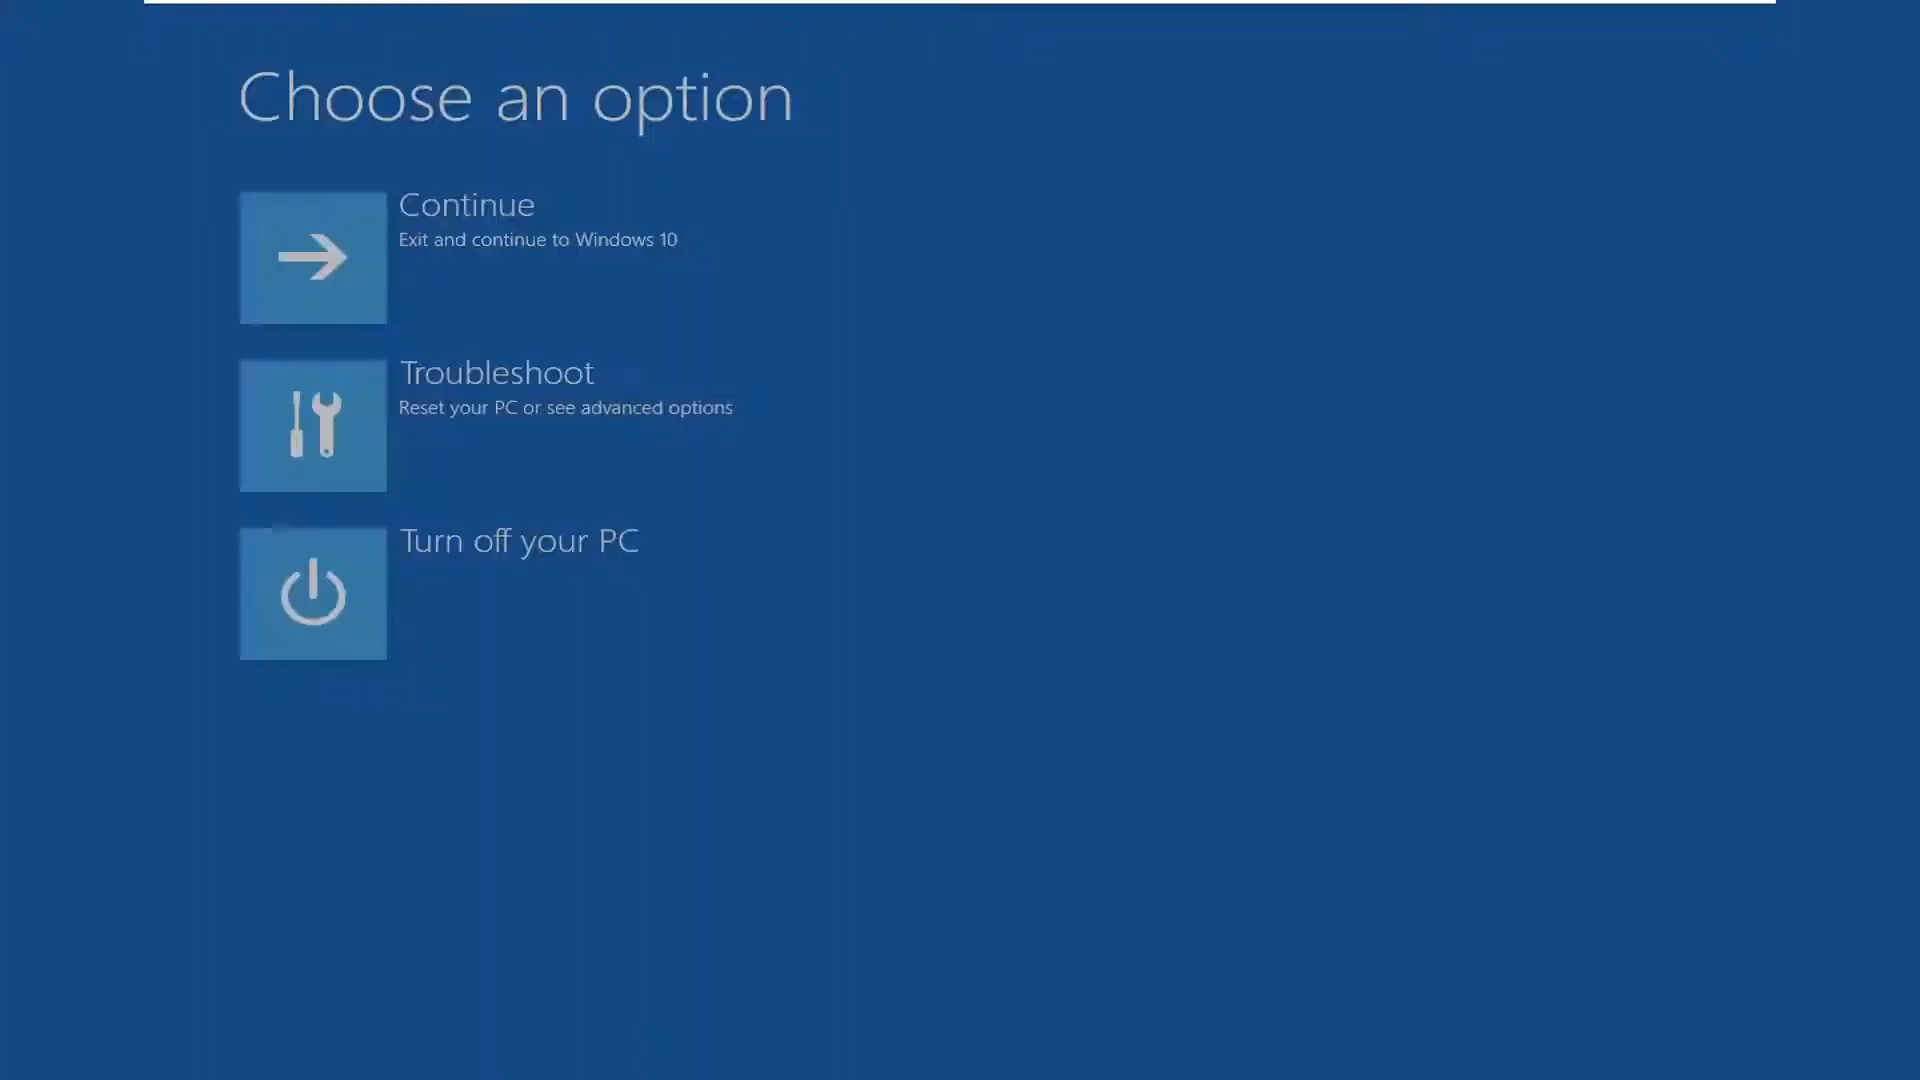 Choose an option
Continue
Exit and continue to Windows 10
Troubleshoot
Reset your PC or see advanced options
Turn off your PC